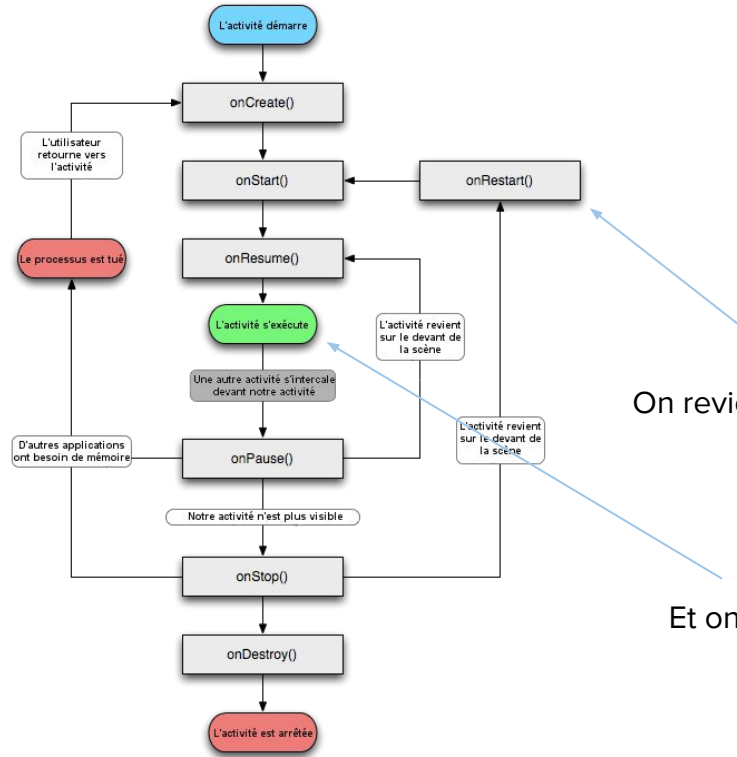 L'activité démarre
onCreate()
L'utilisateur
retourne vers
l'activité
onStart()
onRestart()
Le processus est tué
onResume()
L'activité s'exécute
L'activité revient
sur le devant de
la scène
Une autre activité s'intercale
devant notre activité
On revie
L'activité revient
sur le devant de
la scène
D'autres applications
ont besoin de mémoire
onPause()
Notre activité n'est plus visible
onStop()
Et on
onDestroy()
L'activité est arrêtée